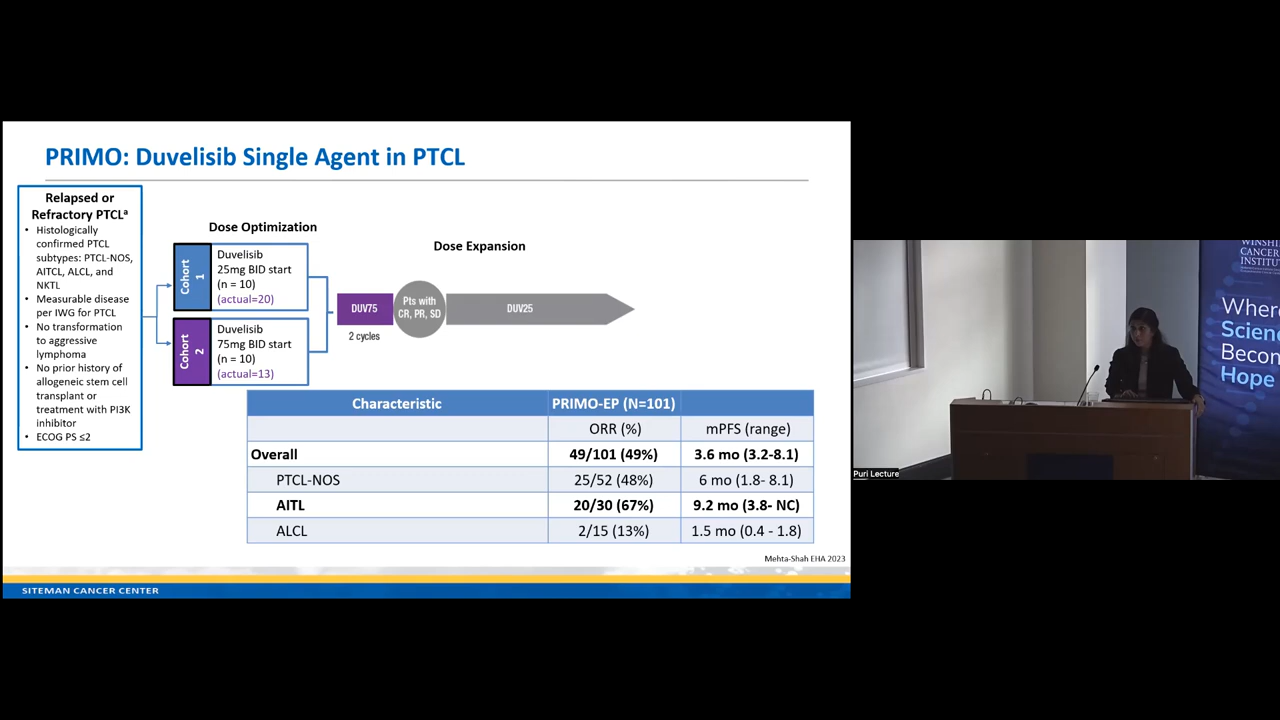 PRIMO: Duvelisib Single Agent in PTCL
Relapsed or
Refractory PTCLᵃ
• Histologically
confirmed PTCL
subtypes: PTCL-NOS,
AITCL, ALCL, and
NKTL
• Measurable disease
per IWG for PTCL
• No transformation
to aggressive
lymphoma
• No prior history of
allogeneic stem cell
transplant or
treatment with PI3K
inhibitor
• ECOG PS ≤2
Dose Optimization
Cohort
1
Duvelisib
25mg BID start
(n = 10)
(actual=20)
Cohort
2
Duvelisib
75mg BID start
(n = 10)
(actual=13)
Dose Expansion
DUV75
2 cycles
Pts with
CR, PR, SD
DUV25
Characteristic PRIMO-EP (N=101)
ORR (%) mPFS (range)
Overall 49/101 (49%) 3.6 mo (3.2-8.1)
PTCL-NOS 25/52 (48%) 6 mo (1.8- 8.1)
AITL 20/30 (67%) 9.2 mo (3.8- NC)
ALCL 2/15 (13%) 1.5 mo (0.4 - 1.8)
Mehta-Shah EHA 2023
SITEMAN CANCER CENTER
WINSHIP
CANCER
INSTITUTE
Where
Science
Becom
Hope
Puri Lecture